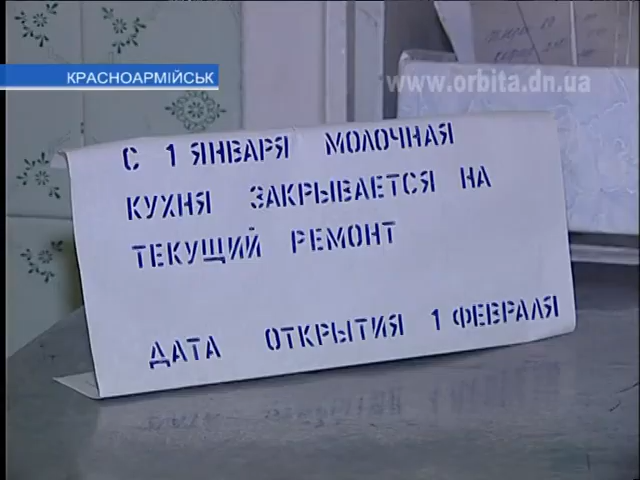 КРАСНОАРМІЙСЬК
www.orbita.dn.ua
С 1 ЯНВАРЯ МОЛОЧНАЯ
КУХНЯ ЗАКРЫВАЕТСЯ НА
ТЕКУЩИЙ РЕМОНТ
ДАТА ОТКРЫТИЯ 1 ФЕВРАЛЯ